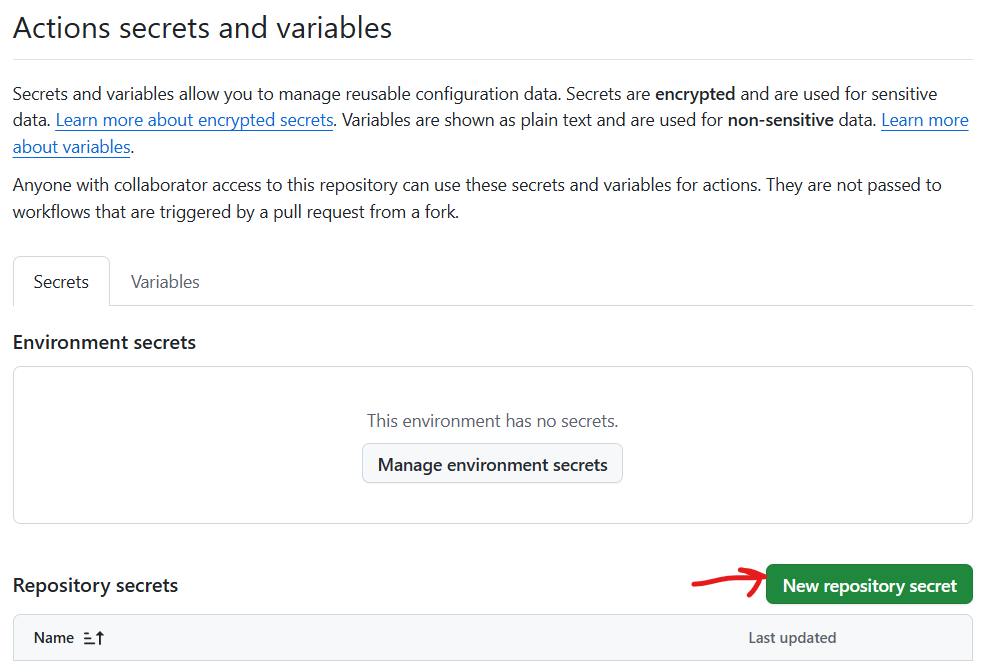 Actions secrets and variables
Secrets and variables allow you to manage reusable configuration data. Secrets are encrypted and are used for sensitive
data. Learn more about encrypted secrets. Variables are shown as plain text and are used for non-sensitive data. Learn more
about variables.
Anyone with collaborator access to this repository can use these secrets and variables for actions. They are not passed to
workflows that are triggered by a pull request from a fork.
Secrets Variables
Environment secrets
This environment has no secrets.
Manage environment secrets
Repository secrets New repository secret
Name Last updated